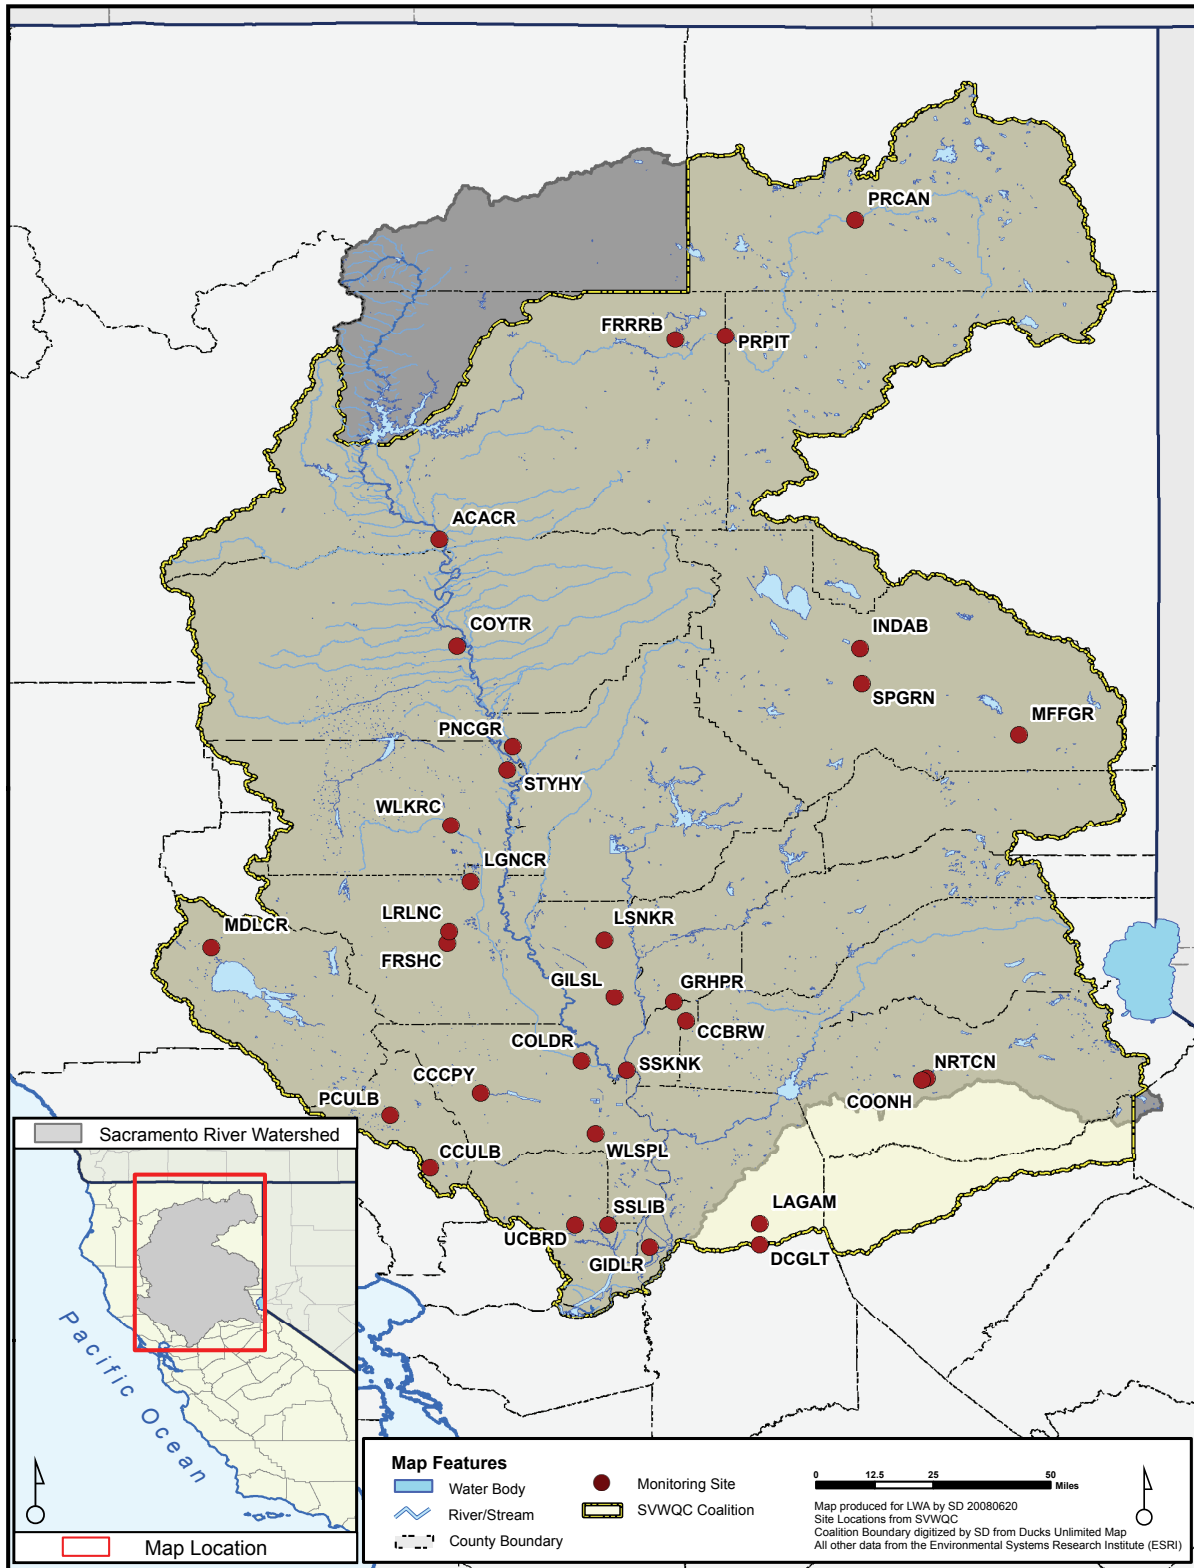 PRCAN
FRRRB
PRPIT
ACACR
COYTR
INDAB
SPGRN
MFFGR
PNCGR
STYHY
WLKRC
LGNCR
LRLNC
LSNKR
MDLCR
FRSHC
GILSL
GRHPR
CCBRW
COLDR
SSKNK
NRTCN
CCCPY
COONH
PCULB
WLSPL
CCULB
LAGAM
SSLIB
UCBRD
GIDLR
DCGLT
Sacramento River Watershed
Pacific Ocean
Map Location
Map Features
Water Body
River/Stream
County Boundary
Monitoring Site
SVWQC Coalition
0 12.5 25 50
Miles
Map produced for LWA by SD 20080620
Site Locations from SVWQC
Coalition Boundary digitized by SD from Ducks Unlimited Map
All other data from the Environmental Systems Research Institute (ESRI)